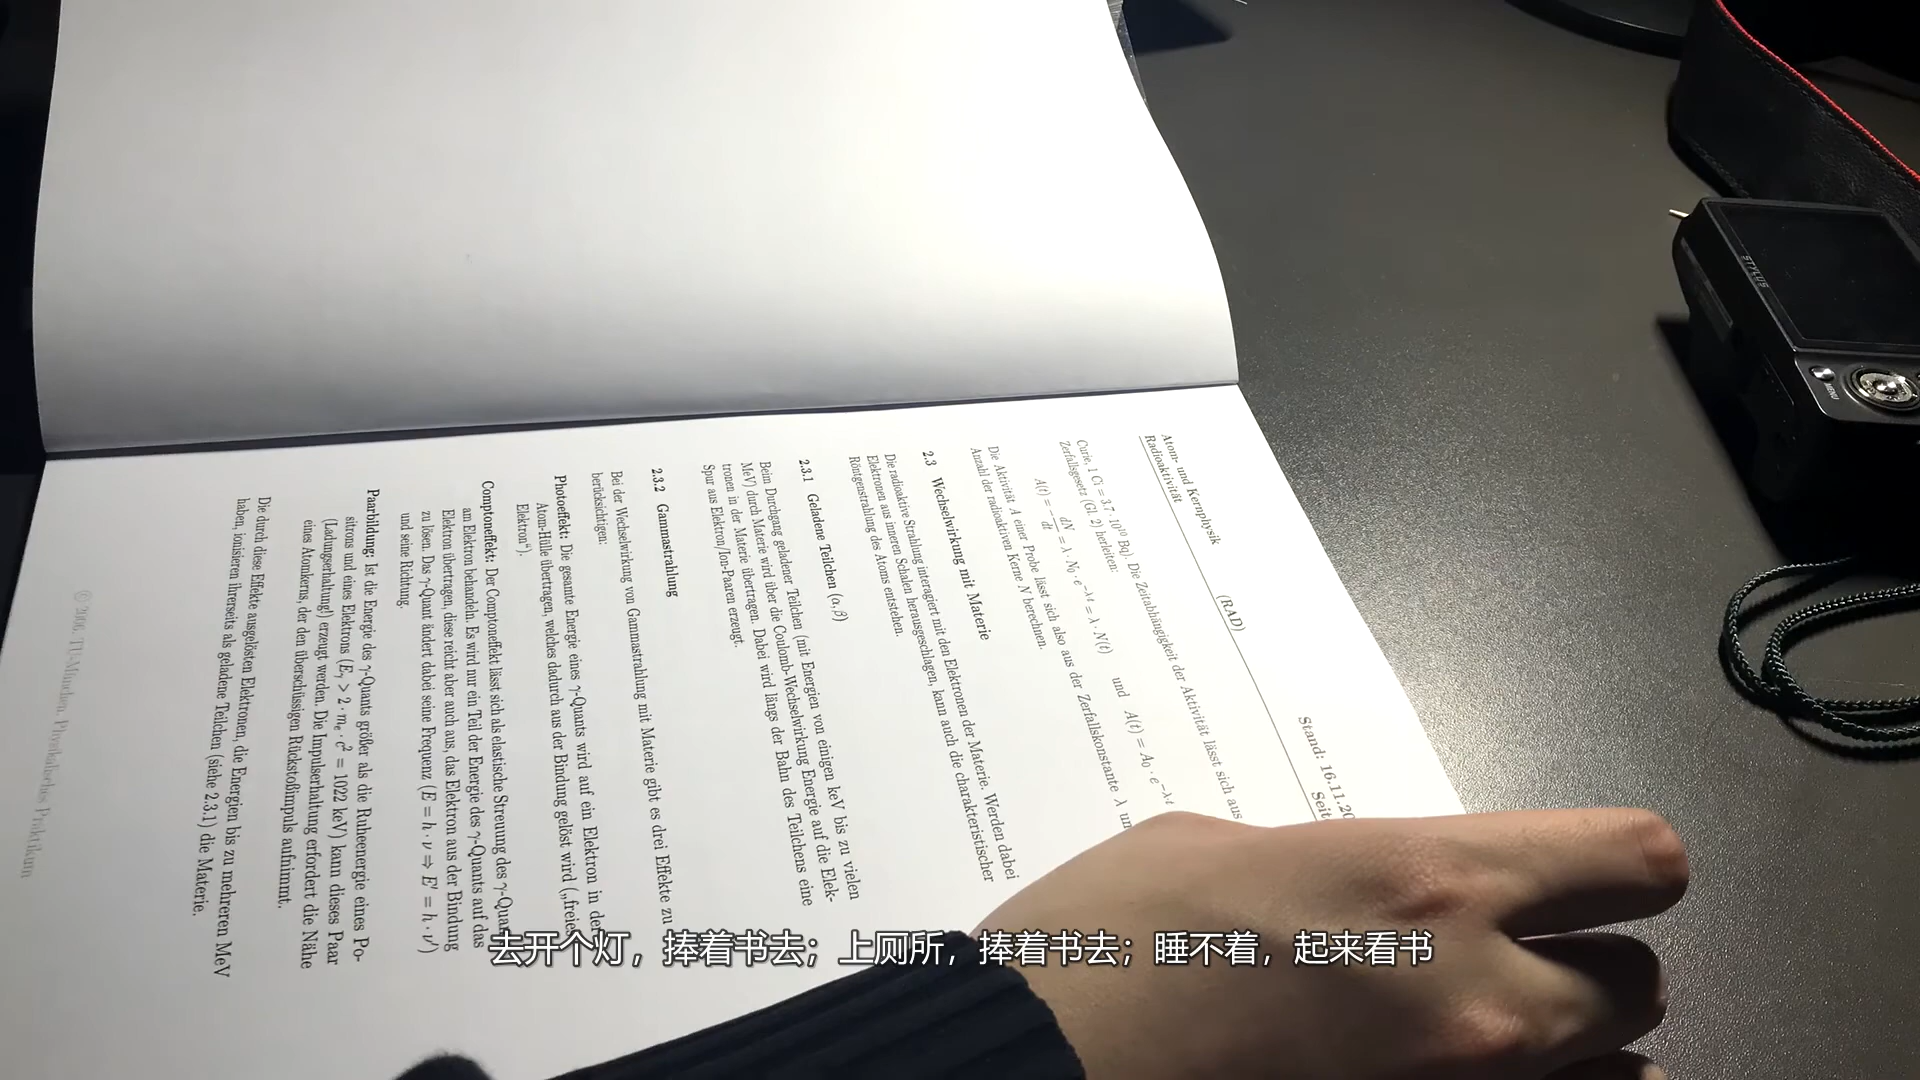 Atom- und Kernphysik
Radioaktivität
(RAD)
Stand: 16.11.20
Seit
Curie, 1 Ci = 3.7 · 10¹⁰ Bq). Die Zeitabhängigkeit der Aktivität lässt sich aus
Zerfallsgesetz (Gl. 2) herleiten:
A(t) = − dN/dt = λ · N₀ · e^{−λ·t} = λ · N(t) und A(t) = A₀ · e^{−λ·t}
Die Aktivität A einer Probe lässt sich also aus der Zerfallskonstante λ un
Anzahl der radioaktiven Kerne N berechnen.
2.3 Wechselwirkung mit Materie
Die radioaktive Strahlung interagiert mit den Elektronen der Materie. Werden dabei
Elektronen aus inneren Schalen herausgeschlagen, kann auch die charakteristischer
Röntgenstrahlung des Atoms entstehen.
2.3.1 Geladene Teilchen (α, β)
Beim Durchgang geladener Teilchen (mit Energien von einigen keV bis zu vielen
MeV) durch Materie wird über die Coulomb-Wechselwirkung Energie auf die Elek-
tronen in der Materie übertragen. Dabei wird längs der Bahn des Teilchens eine
Spur aus Elektron/Ion-Paaren erzeugt.
2.3.2 Gammastrahlung
Bei der Wechselwirkung von Gammastrahlung mit Materie gibt es drei Effekte zu
berücksichtigen:
Photoeffekt: Die gesamte Energie eines γ-Quants wird auf ein Elektron in der
Atom-Hülle übertragen, welches dadurch aus der Bindung gelöst wird („freies
Elektron“).
Comptoneffekt: Der Comptoneffekt lässt sich als elastische Streuung des γ-Quan
am Elektron behandeln. Es wird nur ein Teil der Energie des γ-Quants auf das
Elektron übertragen, diese reicht aber auch aus, das Elektron aus der Bindung
zu lösen. Das γ-Quant ändert dabei seine Frequenz (E = h · ν ⇒ E′ = h · ν′)
und seine Richtung.
Paarbildung: Ist die Energie des γ-Quants größer als die Ruheenergie eines Po-
sitrons und eines Elektrons (Eγ > 2 · mₑ · c² = 1022 keV) kann dieses Paar
(Ladungserhaltung!) erzeugt werden. Die Impulserhaltung erfordert die Nähe
eines Atomkerns, der den überschüssigen Rückstoßimpuls aufnimmt.
Die durch diese Effekte ausgelösten Elektronen, die Energien bis zu mehreren MeV
haben, ionisieren ihrerseits als geladene Teilchen (siehe 2.3.1) die Materie.
© 2006, TU-München, Physikalisches Praktikum
STYLUS
MENU
去开个灯，捧着书去；上厕所，捧着书去；睡不着，起来看书